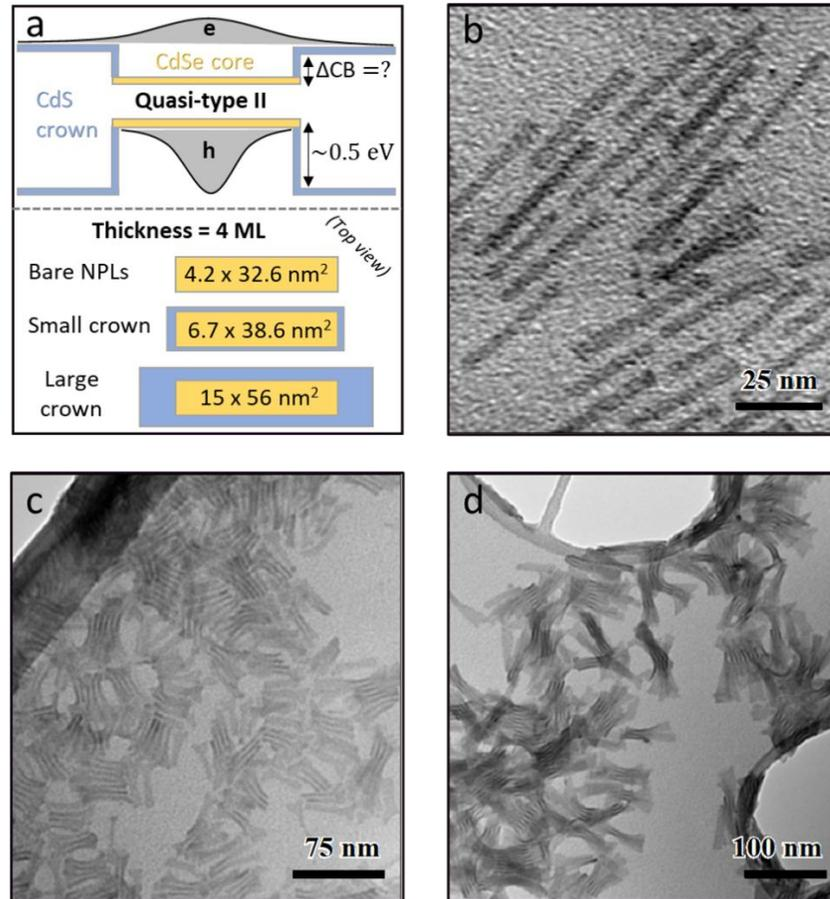 a
e
CdSe core
ΔCB =?
CdS
crown
Quasi-type II
h
~0.5 eV
Thickness = 4 ML
(Top view)
Bare NPLs
4.2 x 32.6 nm²
Small crown
6.7 x 38.6 nm²
Large
crown
15 x 56 nm²
b
25 nm
c
75 nm
d
100 nm